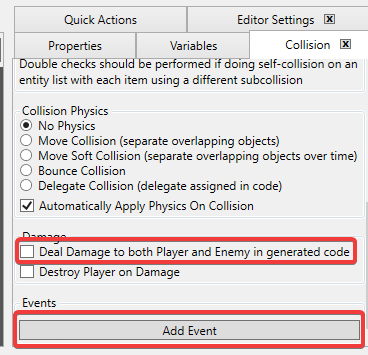 Quick Actions
Editor Settings
Properties
Variables
Collision
Double checks should be performed if doing self-collision on an
entity list with each item using a different subcollision
Collision Physics
No Physics
Move Collision (separate overlapping objects)
Move Soft Collision (separate overlapping objects over time)
Bounce Collision
Delegate Collision (delegate assigned in code)
Automatically Apply Physics On Collision
Damage
Deal Damage to both Player and Enemy in generated code
Destroy Player on Damage
Events
Add Event